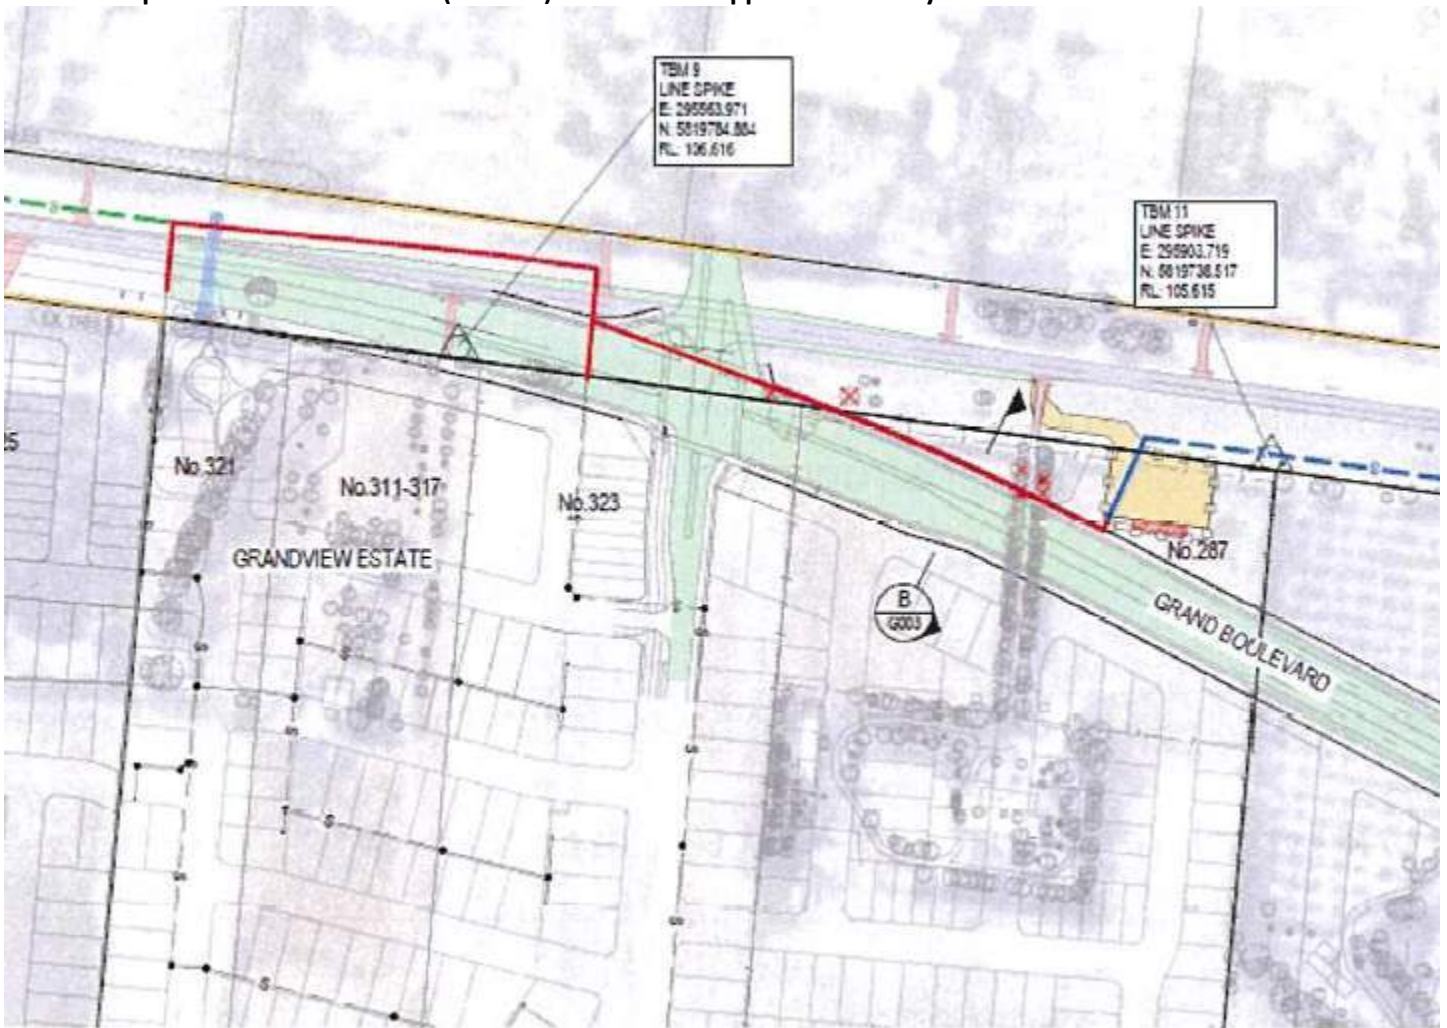 TBM 9
LINE SPIKE
E: 295563.971
N: 5819784.884
RL: 106.616
TBM 11
LINE SPIKE
E: 295903.719
N: 5819738.517
RL: 105.615
No.321
No.311-317
No.323
GRANDVIEW ESTATE
No.287
B
G003
GRAND BOULEVARD
S
S
S
S
S
S
S
S
S
S